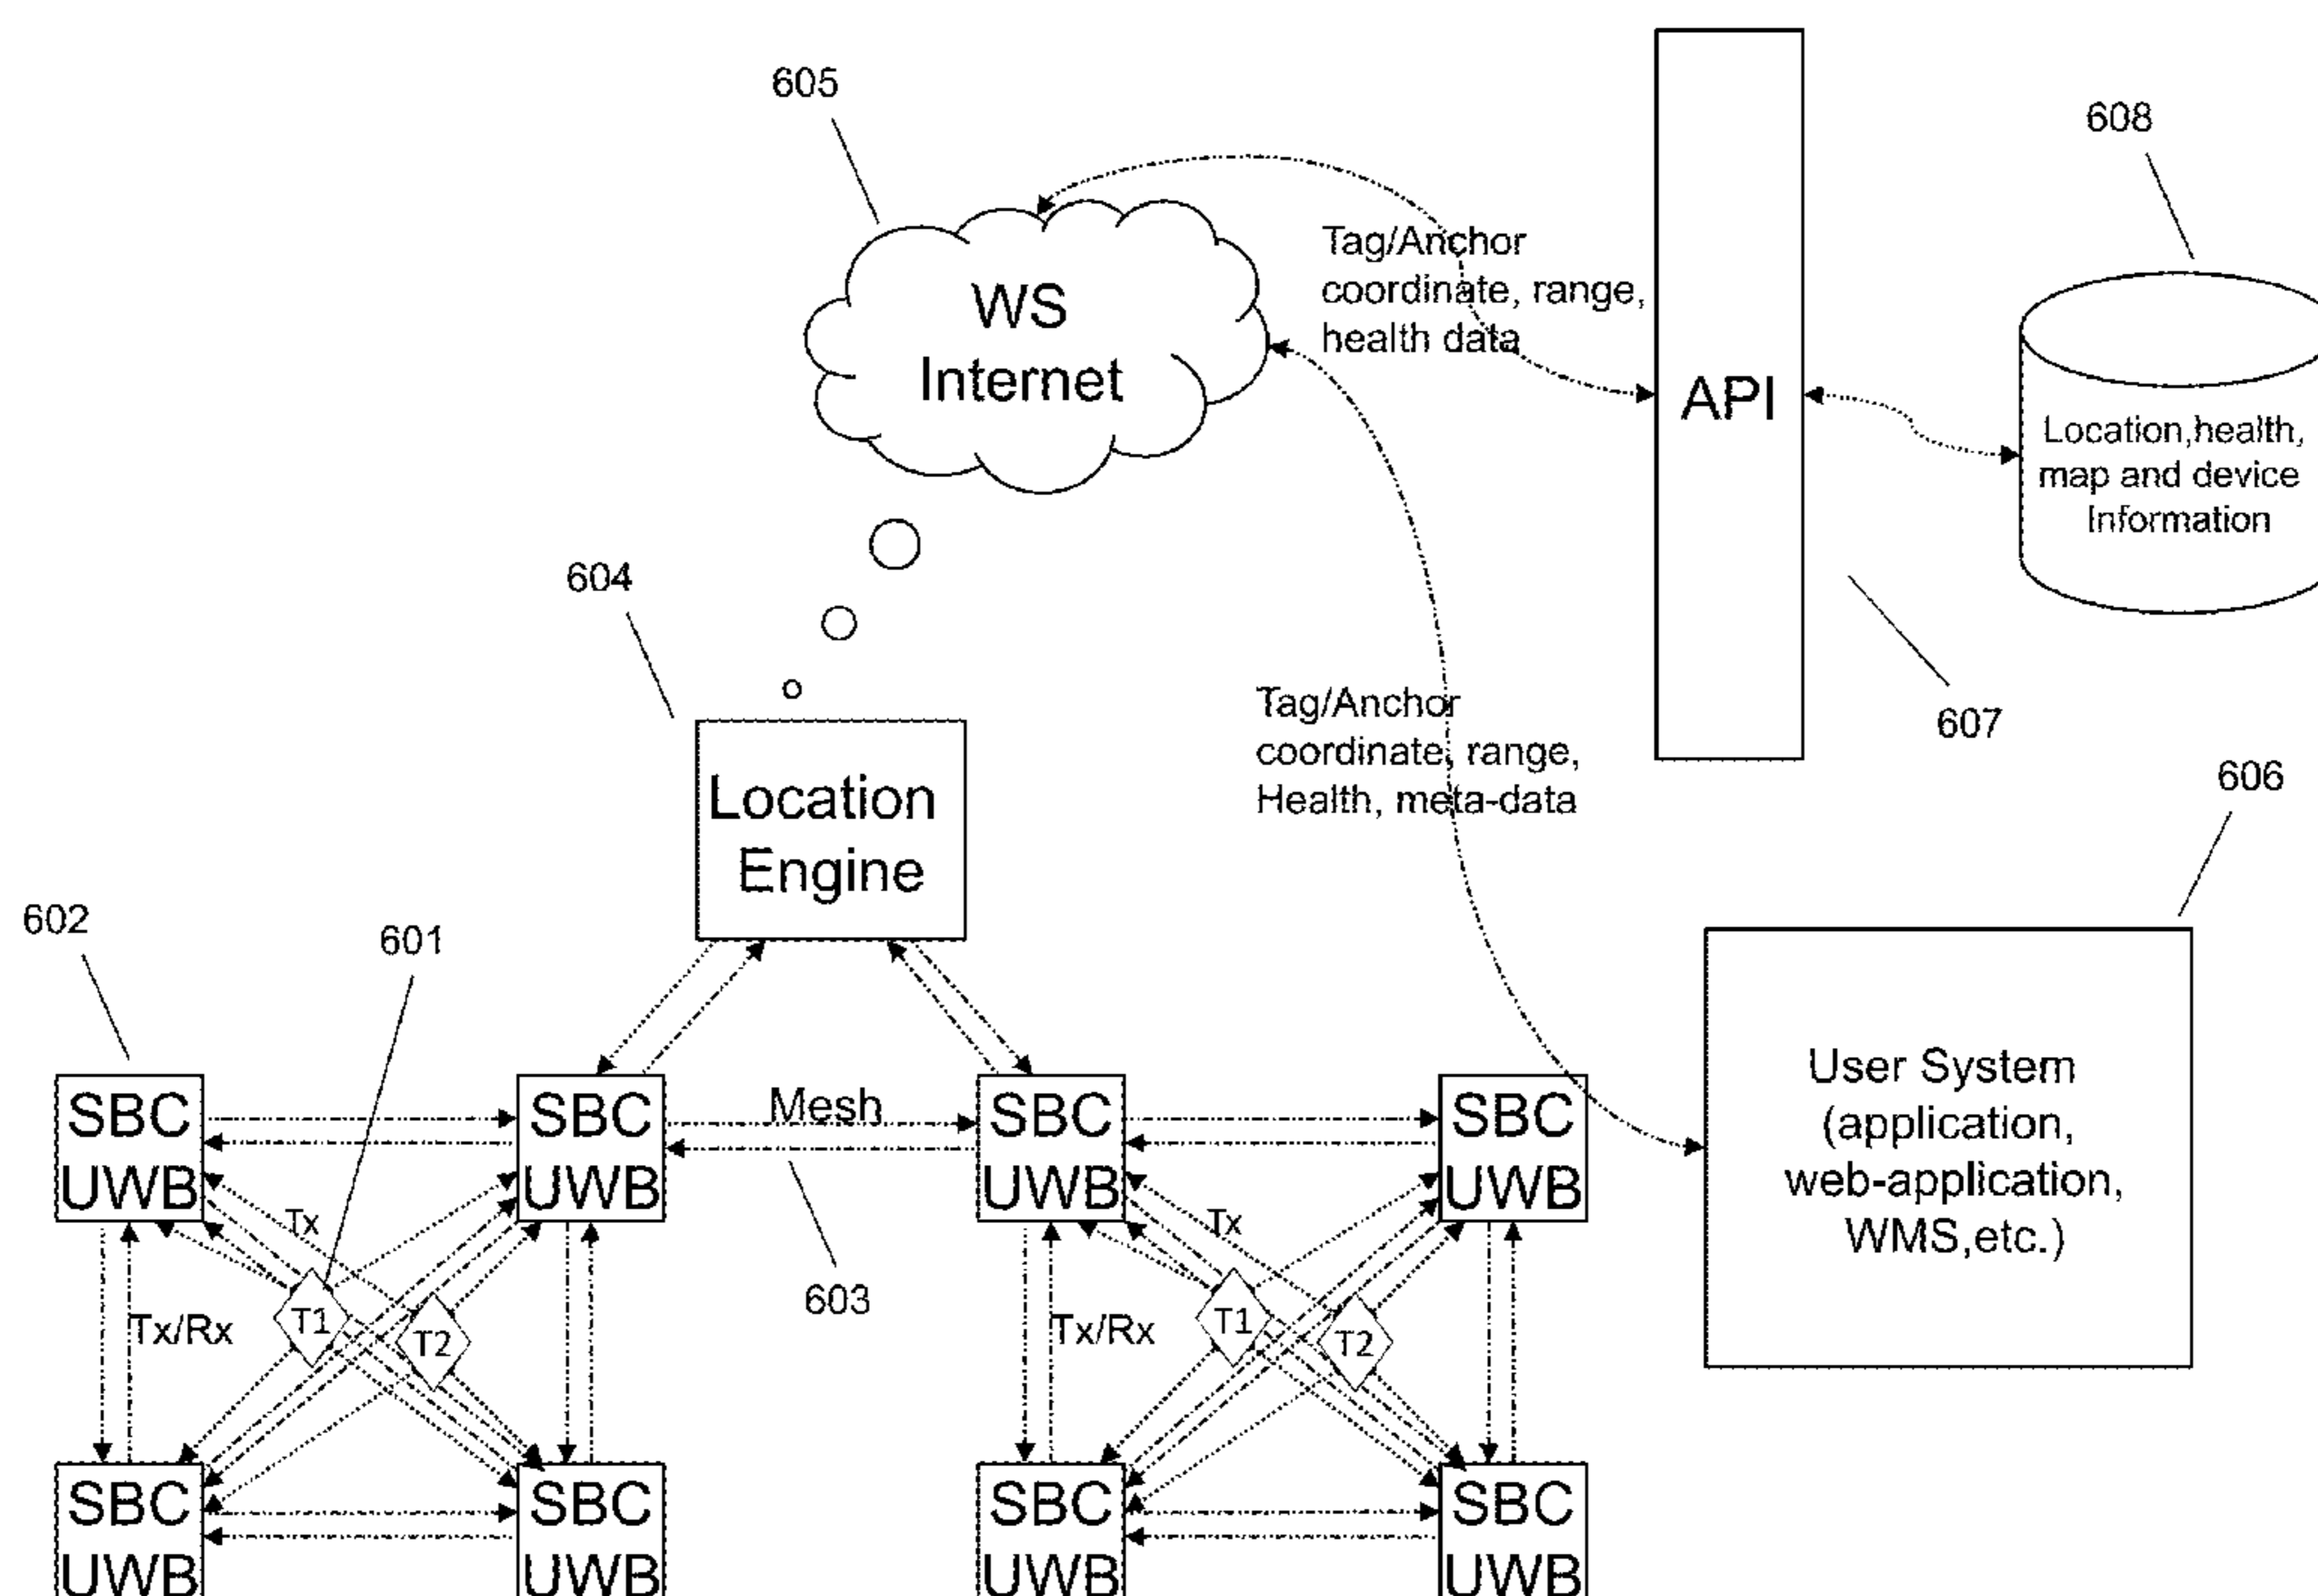 605
608
Tag/Anchor
coordinate, range,
health data
WS
Internet
API
Location,health,
map and device
Information
604
607
Tag/Anchor
coordinate, range,
Health, meta-data
606
Location
Engine
602
601
User System
(application,
web-application,
WMS,etc.)
SBC
UWB
SBC
UWB
Mesh
SBC
UWB
SBC
UWB
Tx
Tx
603
T1
T2
Tx/Rx
T1
T2
Tx/Rx
SBC
UWB
SBC
UWB
SBC
UWB
SBC
UWB